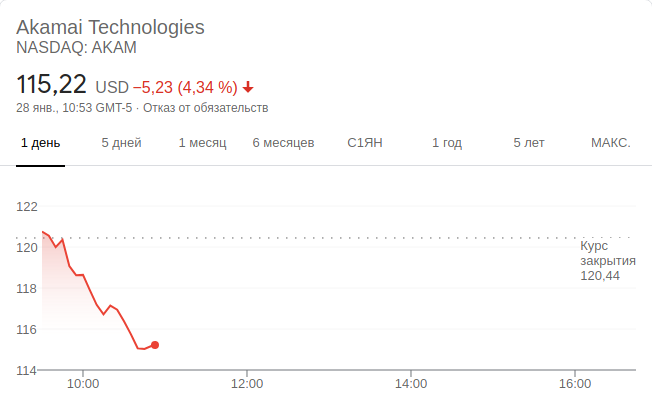 Akamai Technologies
NASDAQ: AKAM
115,22 USD −5,23 (4,34 %)
28 янв., 10:53 GMT-5 · Отказ от обязательств
1 день 5 дней 1 месяц 6 месяцев С1ЯН 1 год 5 лет МАКС.
122
120
118
116
114
Курс
закрытия
120,44
10:00 12:00 14:00 16:00